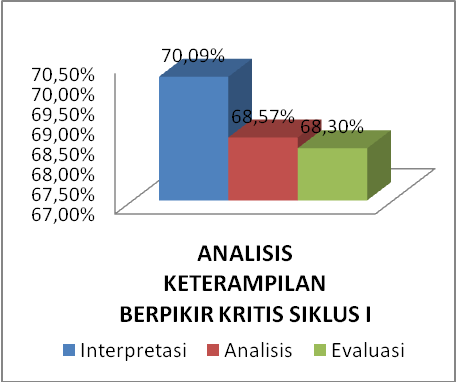 70,09%
70,50%
70,00%
69,50%
69,00%
68,50%
68,00%
67,50%
67,00%
68,57%
68,30%
ANALISIS
KETERAMPILAN
BERPIKIR KRITIS SIKLUS I
Interpretasi Analisis Evaluasi